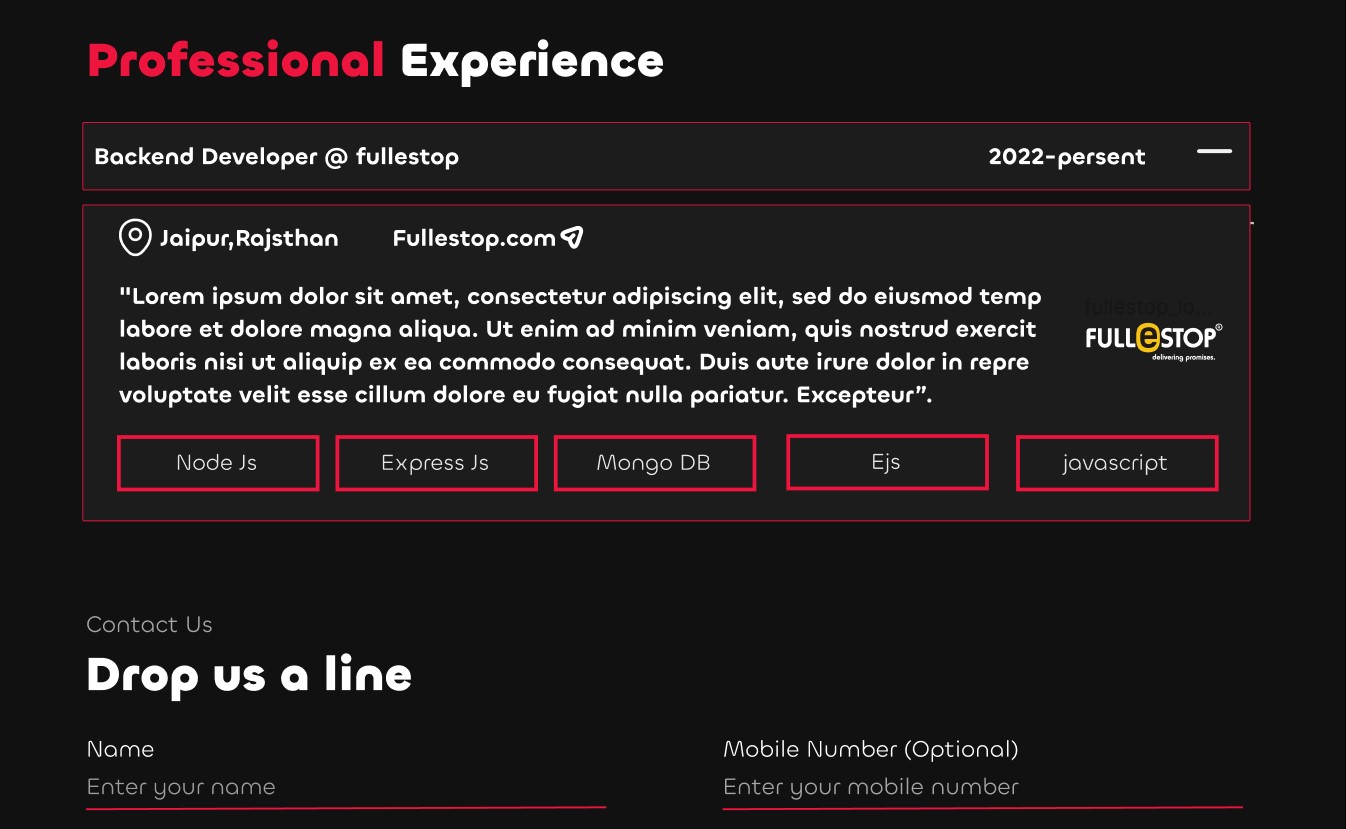 Professional Experience
Backend Developer @ fullestop 2022-persent
Jaipur,Rajsthan Fullestop.com
"Lorem ipsum dolor sit amet, consectetur adipiscing elit, sed do eiusmod temp
labore et dolore magna aliqua. Ut enim ad minim veniam, quis nostrud exercit
laboris nisi ut aliquip ex ea commodo consequat. Duis aute irure dolor in repre
voluptate velit esse cillum dolore eu fugiat nulla pariatur. Excepteur”.
fullestop_lo...
FULLeSTOP®
delivering promises.
Node Js Express Js Mongo DB Ejs javascript
Contact Us
Drop us a line
Name Mobile Number (Optional)
Enter your name Enter your mobile number